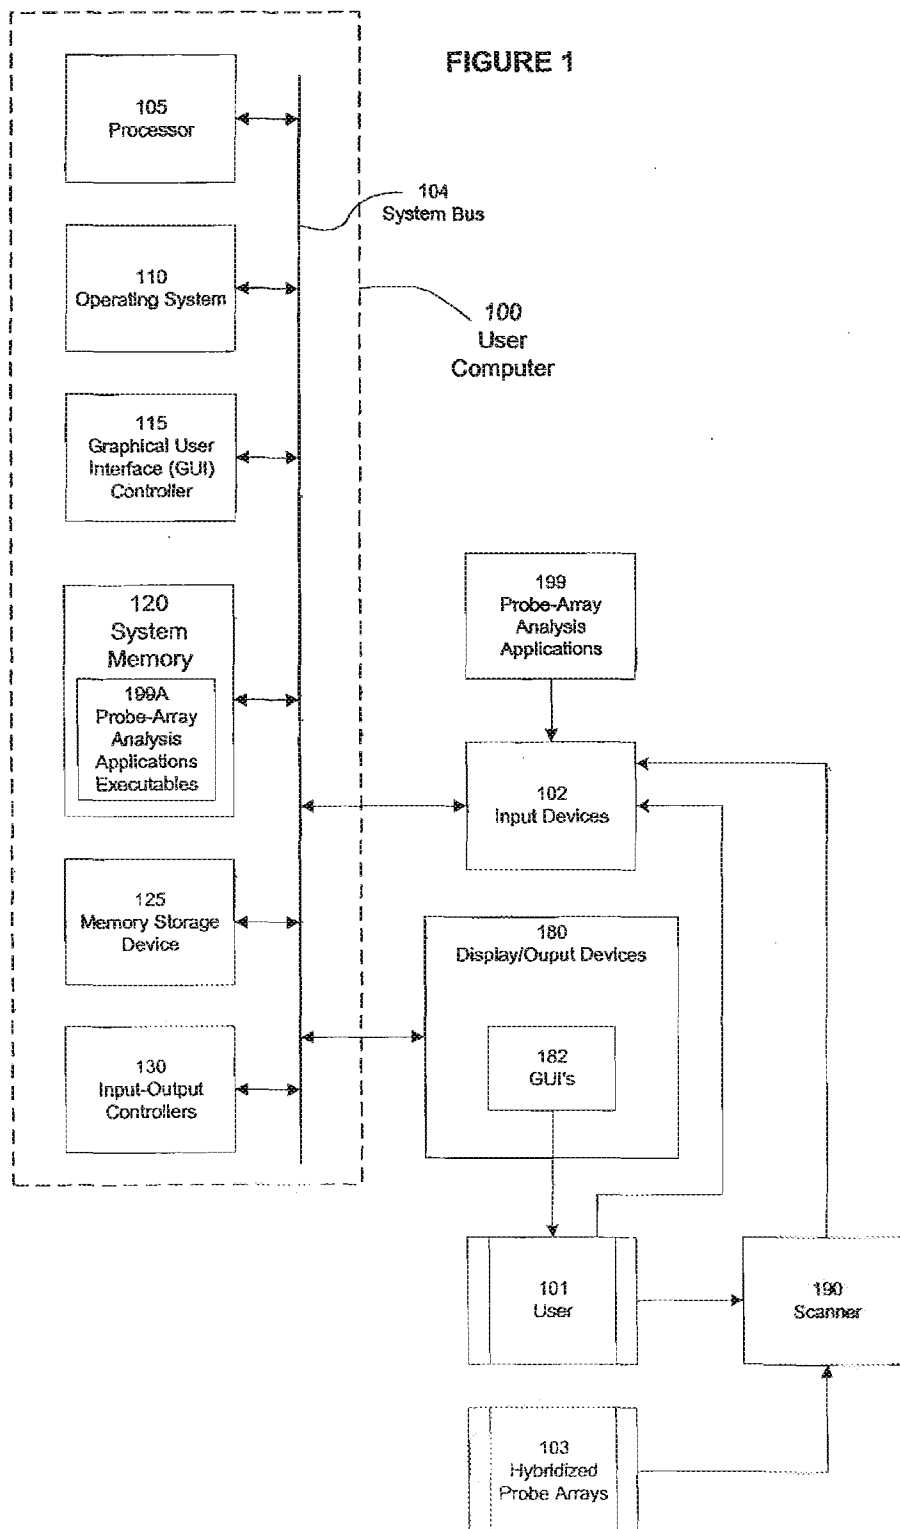 FIGURE 1
105
Processor
104
System Bus
110
Operating System
100
User
Computer
115
Graphical User
Interface (GUI)
Controller
120
System
Memory
199A
Probe-Array
Analysis
Applications
Executables
199
Probe-Array
Analysis
Applications
102
Input Devices
125
Memory Storage
Device
180
Display/Ouput Devices
182
GUI's
130
Input-Output
Controllers
101
User
190
Scanner
103
Hybridized
Probe Arrays